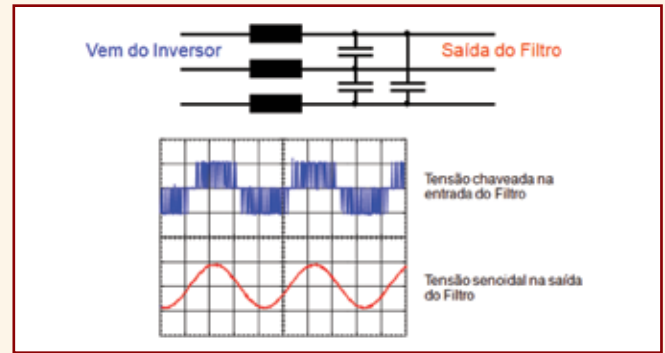 Vem do Inversor
Saída do Filtro
Tensão chaveada na
entrada do Filtro
Tensão senoidal na saída
do Filtro